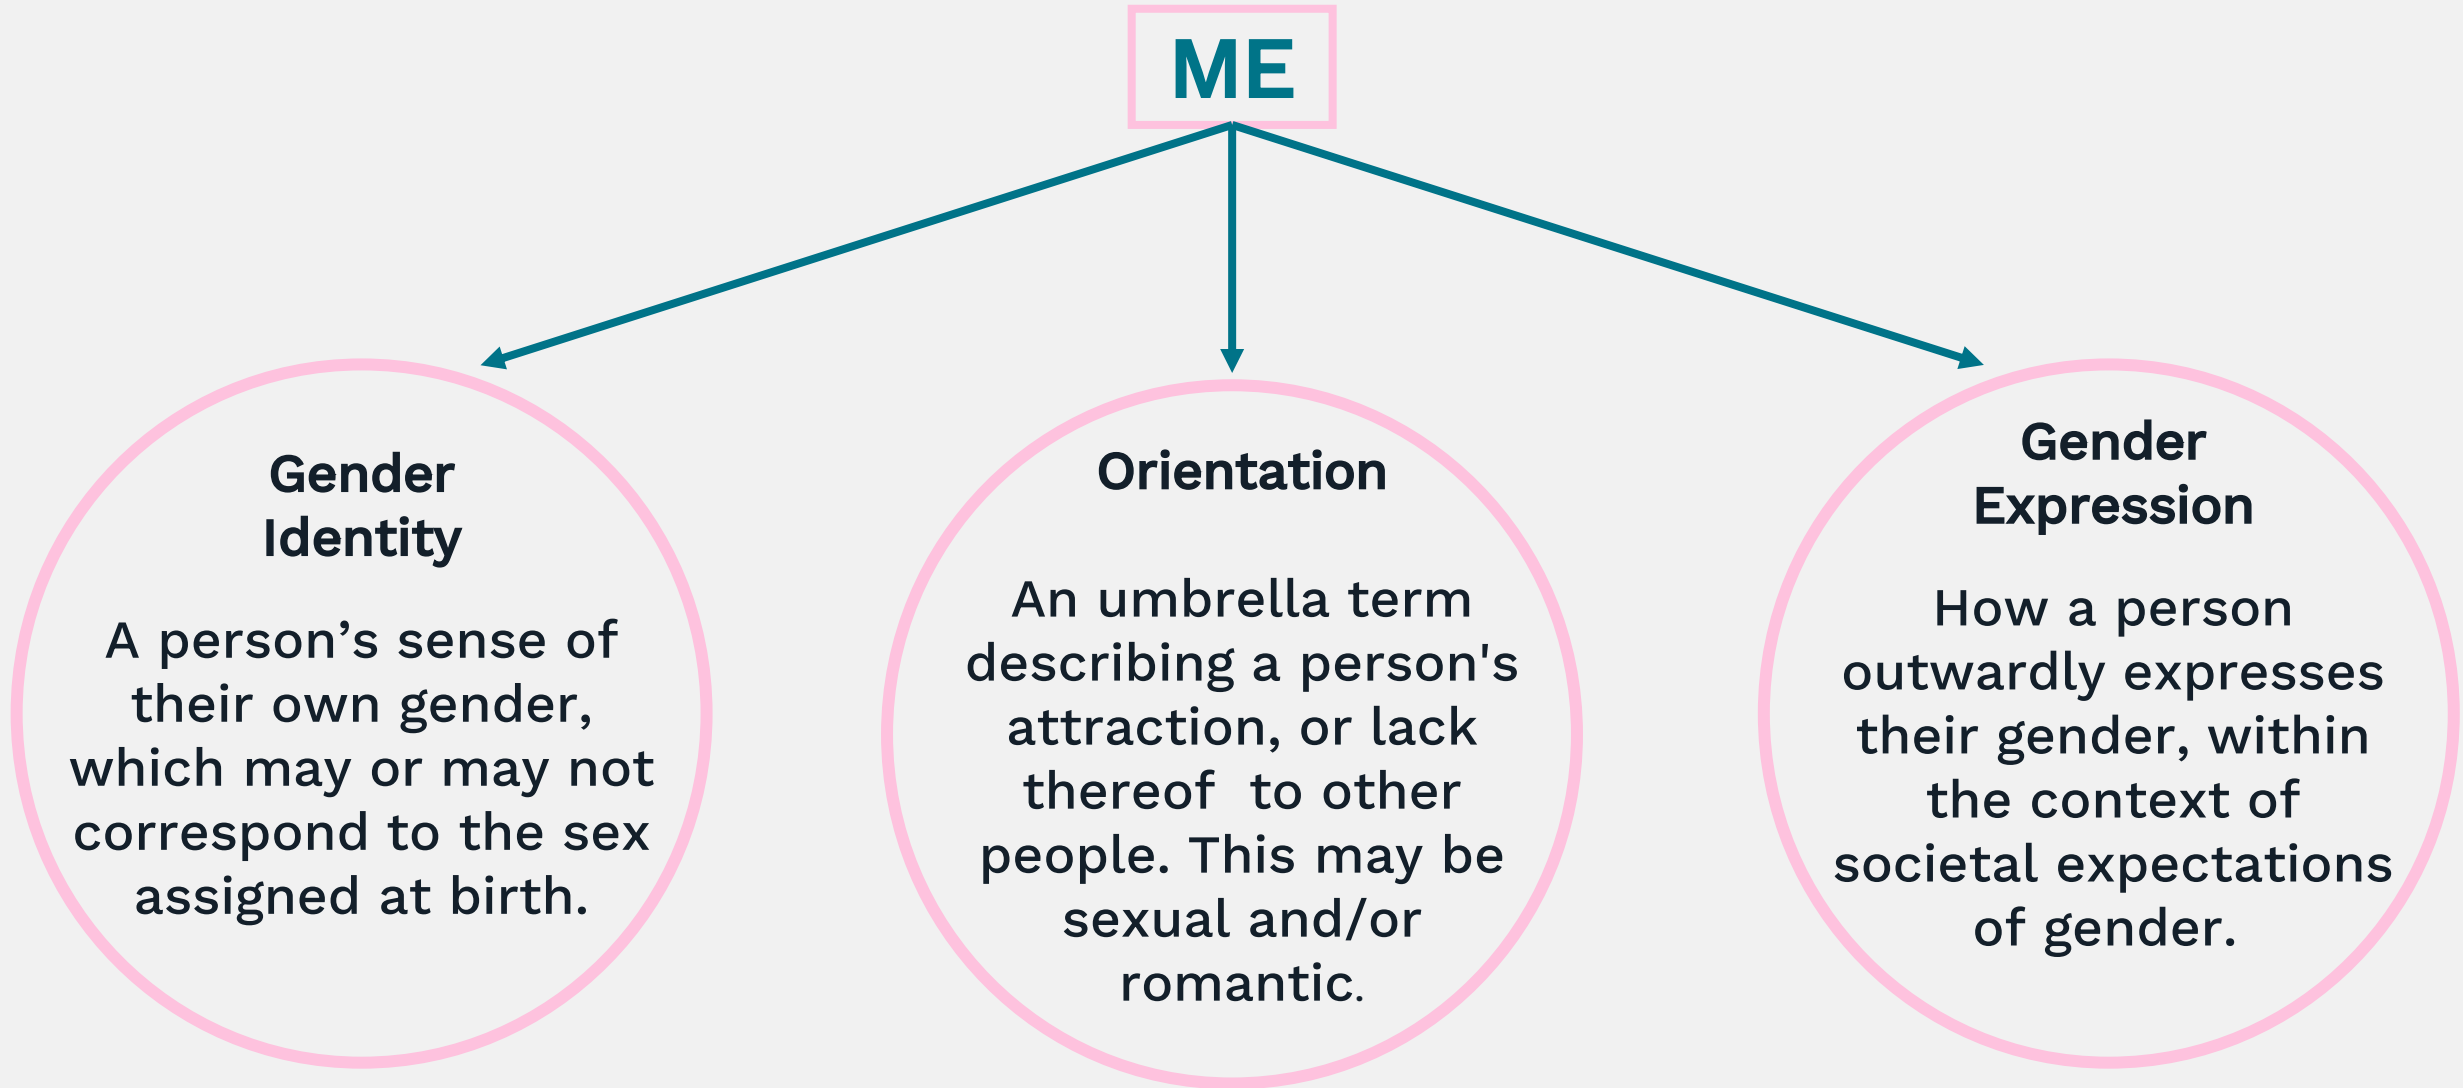 ME
Gender
Identity
A person’s sense of
their own gender,
which may or may not
correspond to the sex
assigned at birth.
Orientation
An umbrella term
describing a person's
attraction, or lack
thereof  to other
people. This may be
sexual and/or
romantic.
Gender
Expression
How a person
outwardly expresses
their gender, within
the context of
societal expectations
of gender.